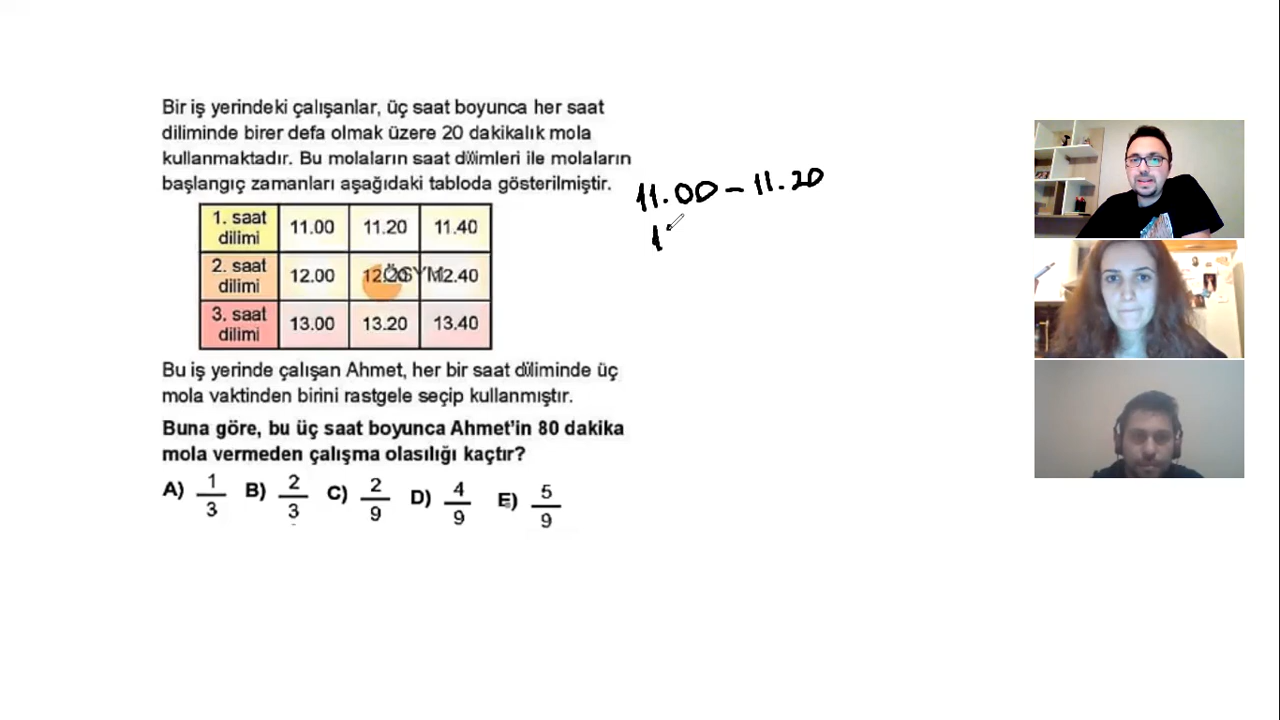 Bir iş yerindeki çalışanlar, üç saat boyunca her saat
diliminde birer defa olmak üzere 20 dakikalık mola
kullanmaktadır. Bu molaların saat dilimleri ile molaların
başlangıç zamanları aşağıdaki tabloda gösterilmiştir.
11.00 - 11.20
1
1. saat dilimi 11.00 11.20 11.40
2. saat dilimi 12.00 12.20 12.40
ÖSYM
3. saat dilimi 13.00 13.20 13.40
Bu iş yerinde çalışan Ahmet, her bir saat diliminde üç
mola vaktinden birini rastgele seçip kullanmıştır.
Buna göre, bu üç saat boyunca Ahmet'in 80 dakika
mola vermeden çalışma olasılığı kaçtır?
A) 1/3 B) 2/3 C) 2/9 D) 4/9 E) 5/9